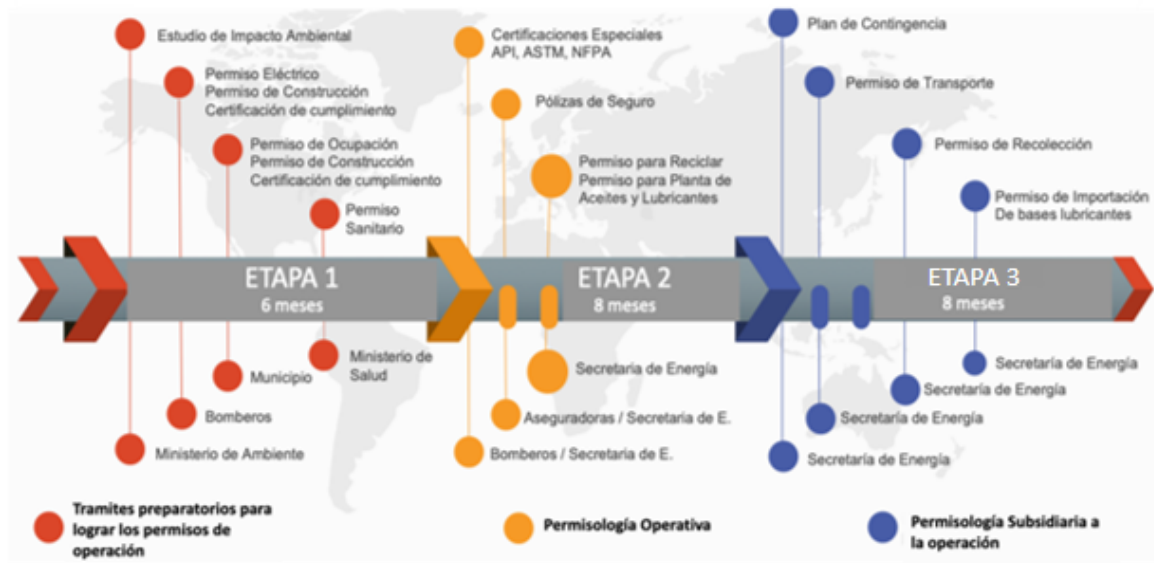 Estudio de Impacto Ambiental
Permiso Eléctrico
Permiso de Construcción
Certificación de cumplimiento
Permiso de Ocupación
Permiso de Construcción
Certificación de cumplimiento
Permiso
Sanitario
Certificaciones Especiales
API, ASTM, NFPA
Pólizas de Seguro
Permiso para Reciclar
Permiso para Planta de
Aceites y Lubricantes
Plan de Contingencia
Permiso de Transporte
Permiso de Recolección
Permiso de Importación
De bases lubricantes
ETAPA 1
6 meses
ETAPA 2
8 meses
ETAPA 3
8 meses
Ministerio de
Salud
Municipio
Bomberos
Ministerio de Ambiente
Secretaria de Energía
Aseguradoras / Secretaria de E.
Bomberos / Secretaria de E.
Secretaría de Energía
Secretaría de Energía
Secretaría de Energía
Secretaría de Energía
Tramites preparatorios para
lograr los permisos de
operación
Permisología Operativa
Permisología Subsidiaria a
la operación